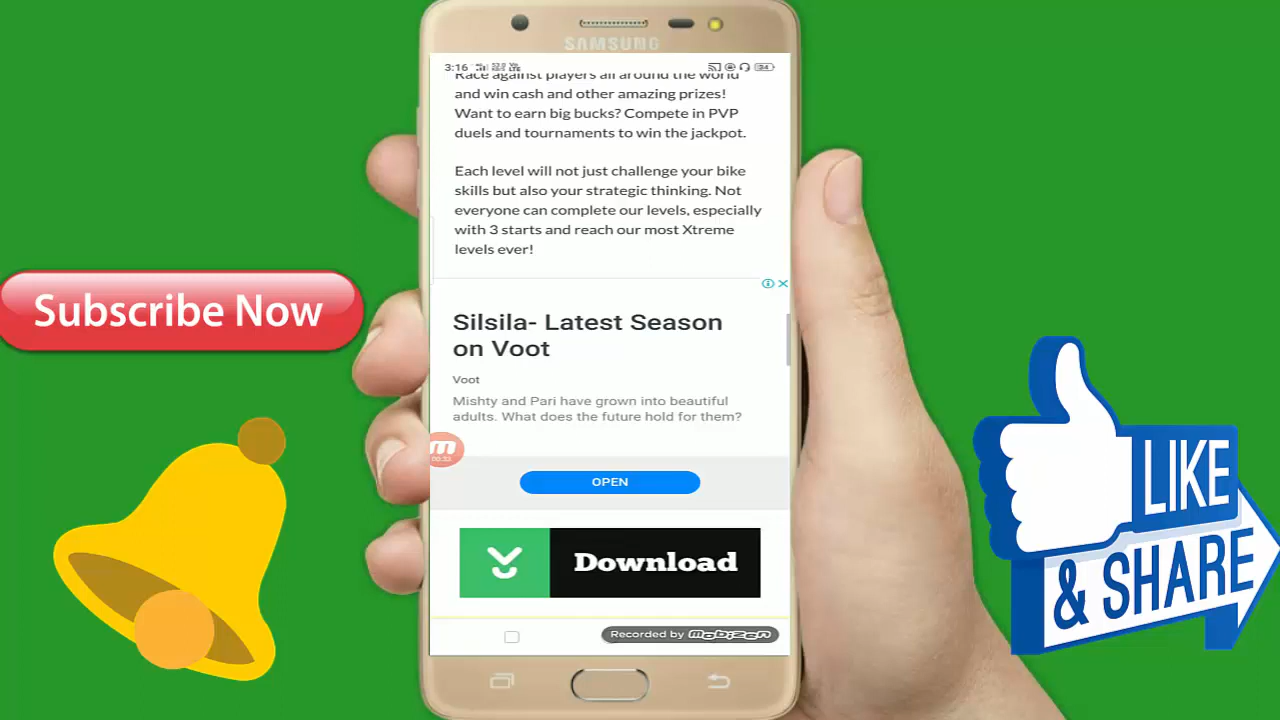 SAMSUNG
3:16
54
Race against players all around the world
and win cash and other amazing prizes!
Want to earn big bucks? Compete in PVP
duels and tournaments to win the jackpot.
Each level will not just challenge your bike
skills but also your strategic thinking. Not
everyone can complete our levels, especially
with 3 starts and reach our most Xtreme
levels ever!
Subscribe Now
Silsila- Latest Season
on Voot
Voot
Mishty and Pari have grown into beautiful
adults. What does the future hold for them?
m
OPEN
Download
Recorded by mobizen
LIKE
& SHARE